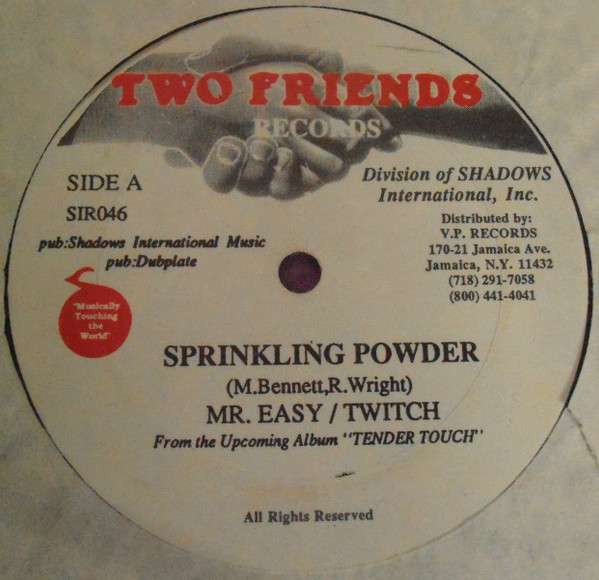 TWO FRIENDS
RECORDS
SIDE A
SIR046
pub:Shadows International Music
pub:Dubplate
Division of SHADOWS
International, Inc.
Distributed by:
V.P. RECORDS
170-21 Jamaica Ave.
Jamaica, N.Y. 11432
(718) 291-7058
(800) 441-4041
"Musically
Touching
the
World"
SPRINKLING POWDER
(M.Bennett,R.Wright)
MR. EASY / TWITCH
From the Upcoming Album "TENDER TOUCH"
All Rights Reserved